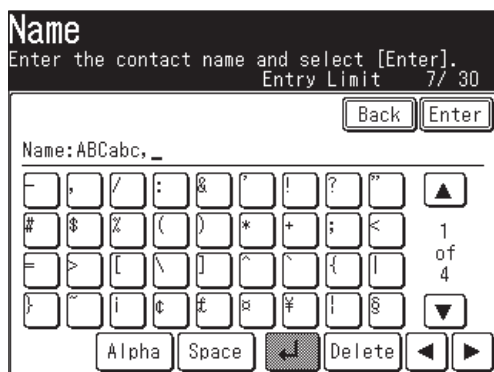 Name
Enter the contact name and select [Enter].
Entry Limit 7/ 30
Back Enter
Name:ABCabc,_
- , / : & ' ! ? "
# $ % ( ) * + ; <
= > [ \ ] ^ ` { |
} ~ ¡ ¢ £ ¤ ¥ ¦ §
1
of
4
Alpha Space Delete